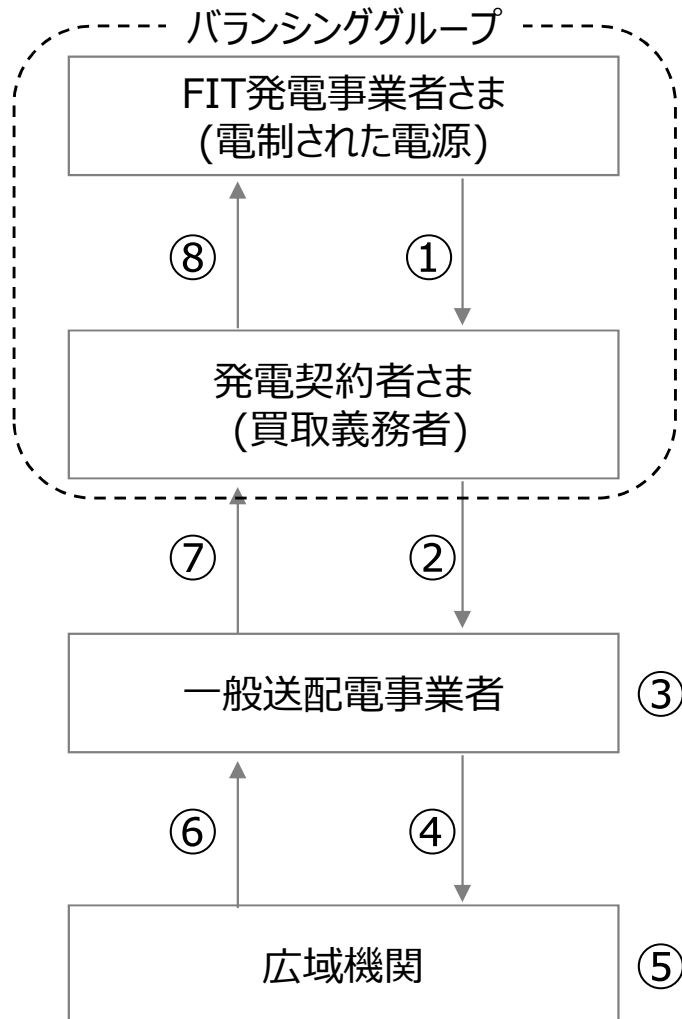 バランシンググループ
FIT発電事業者さま
(電制された電源)
⑧
①
発電契約者さま
(買取義務者)
⑦
②
一般送配電事業者
③
⑥
④
広域機関
⑤